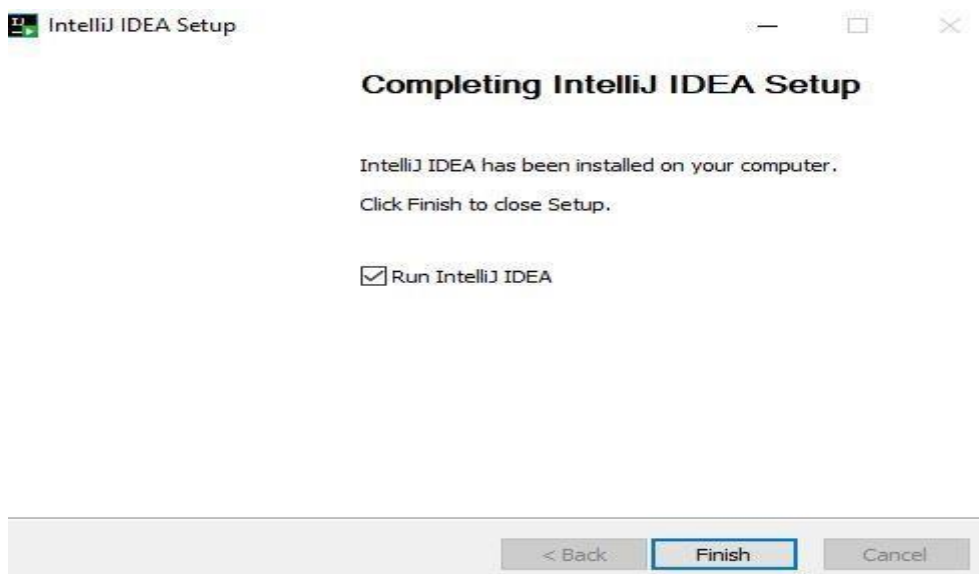 IntelliJ IDEA Setup
Completing IntelliJ IDEA Setup
IntelliJ IDEA has been installed on your computer.
Click Finish to close Setup.
Run IntelliJ IDEA
< Back Finish Cancel